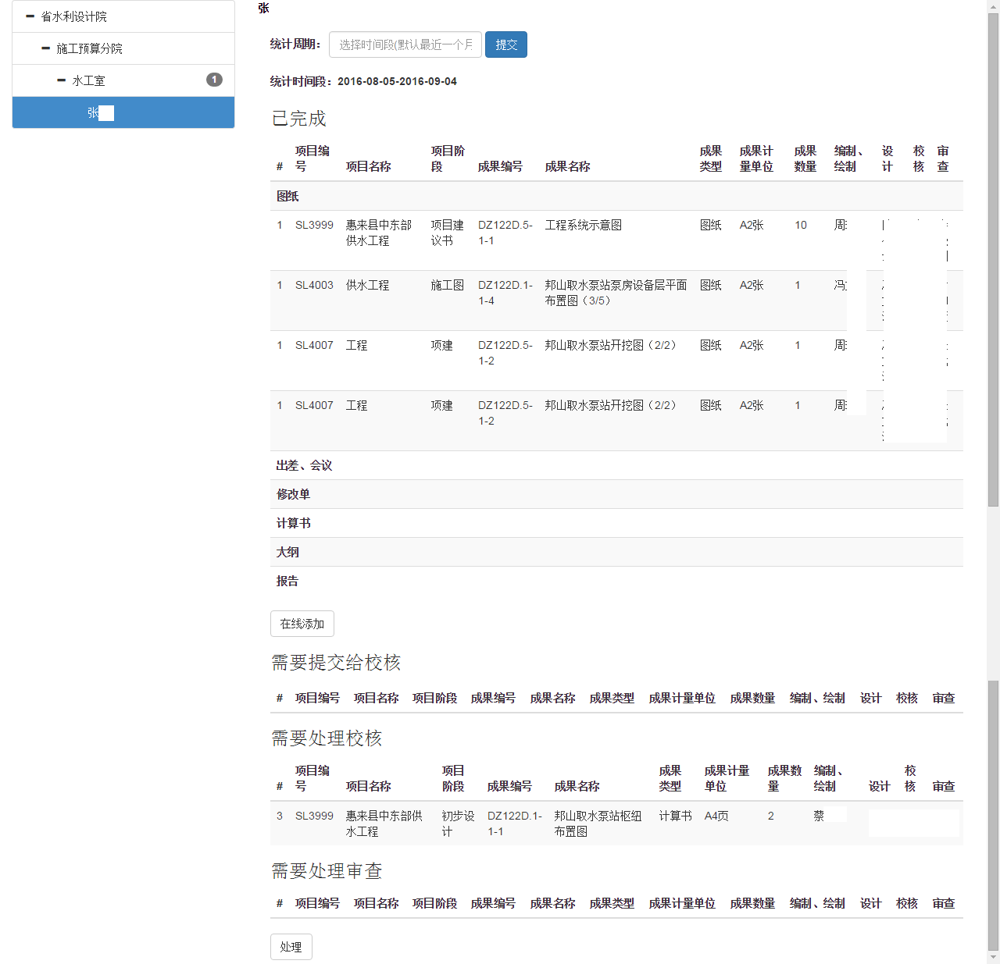 省水利设计院
施工预算分院
水工室 1
张
张
统计周期： 选择时间段(默认最近一个月 提交
统计时间段：2016-08-05-2016-09-04
已完成
# 项目编号 项目名称 项目阶段 成果编号 成果名称 成果类型 成果计量单位 成果数量 编制、绘制 设计 校核 审查
图纸
1 SL3999 惠来县中东部供水工程 项目建议书 DZ122D.5-1-1 工程系统示意图 图纸 A2张 10 周
1 SL4003 供水工程 施工图 DZ122D.1-1-4 邦山取水泵站泵房设备层平面布置图（3/5） 图纸 A2张 1 冯
1 SL4007 工程 项建 DZ122D.5-1-2 邦山取水泵站开挖图（2/2） 图纸 A2张 1 周
1 SL4007 工程 项建 DZ122D.5-1-2 邦山取水泵站开挖图（2/2） 图纸 A2张 1 周
出差、会议
修改单
计算书
大纲
报告
在线添加
需要提交给校核
# 项目编号 项目名称 项目阶段 成果编号 成果名称 成果类型 成果计量单位 成果数量 编制、绘制 设计 校核 审查
需要处理校核
# 项目编号 项目名称 项目阶段 成果编号 成果名称 成果类型 成果计量单位 成果数量 编制、绘制 设计 校核 审查
3 SL3999 惠来县中东部供水工程 初步设计 DZ122D.1-1-1 邦山取水泵站枢纽布置图 计算书 A4页 2 蔡
需要处理审查
# 项目编号 项目名称 项目阶段 成果编号 成果名称 成果类型 成果计量单位 成果数量 编制、绘制 设计 校核 审查
处理